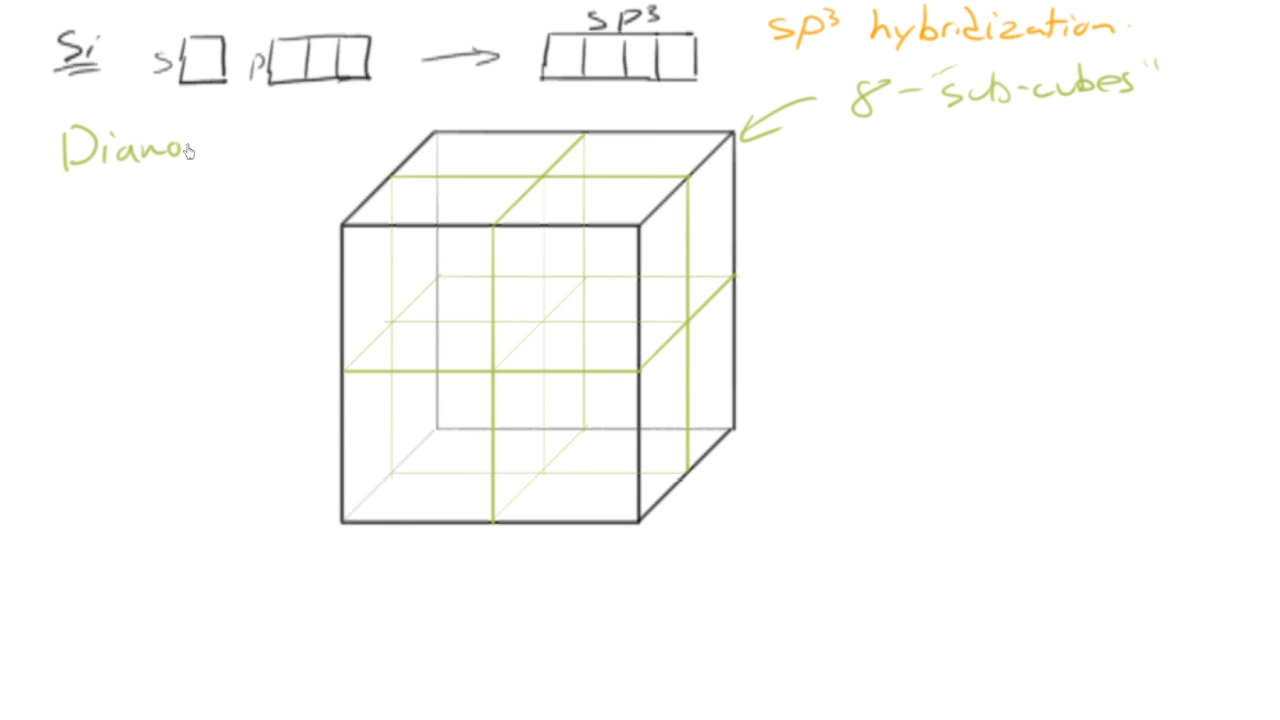 Si s p → sp³
sp³ hybridization.
8 - "sub-cubes"
Diamo